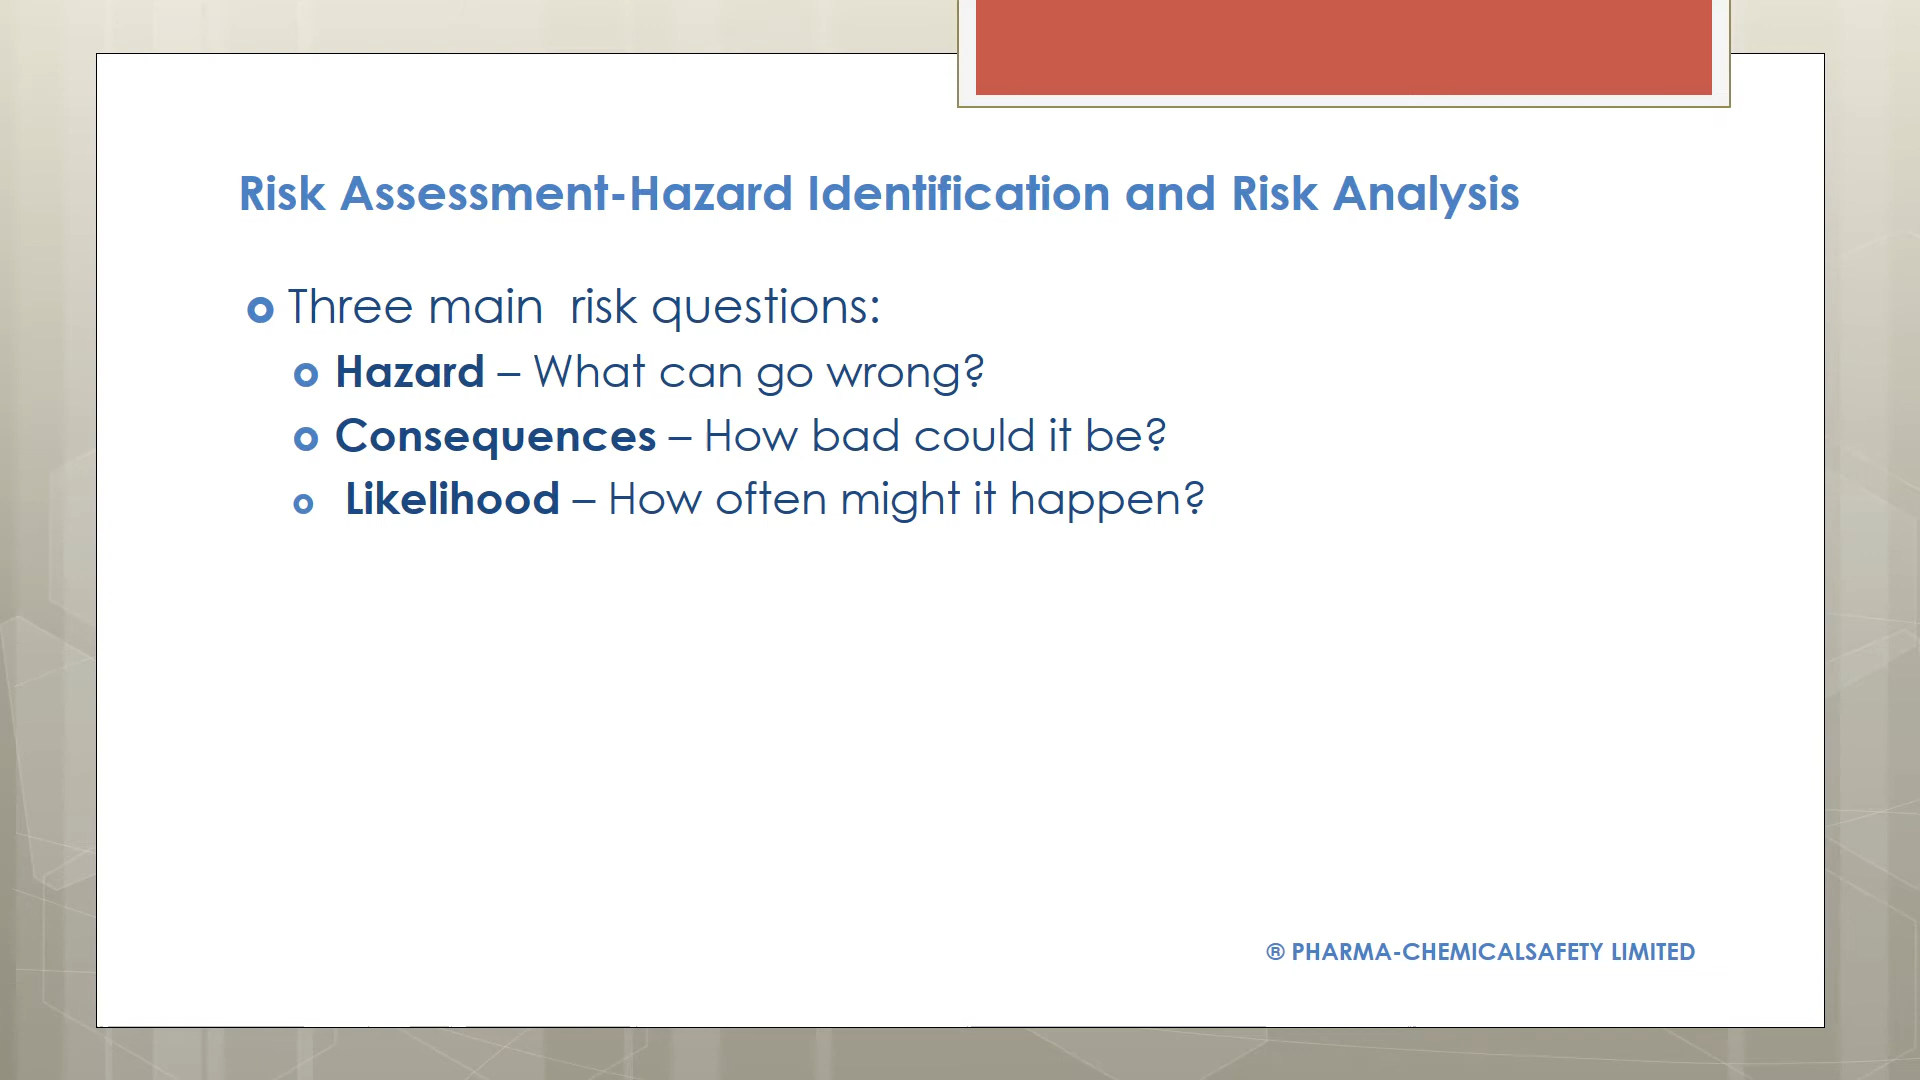 Risk Assessment-Hazard Identification and Risk Analysis
Three main  risk questions:
Hazard – What can go wrong?
Consequences – How bad could it be?
Likelihood – How often might it happen?
® PHARMA-CHEMICALSAFETY LIMITED